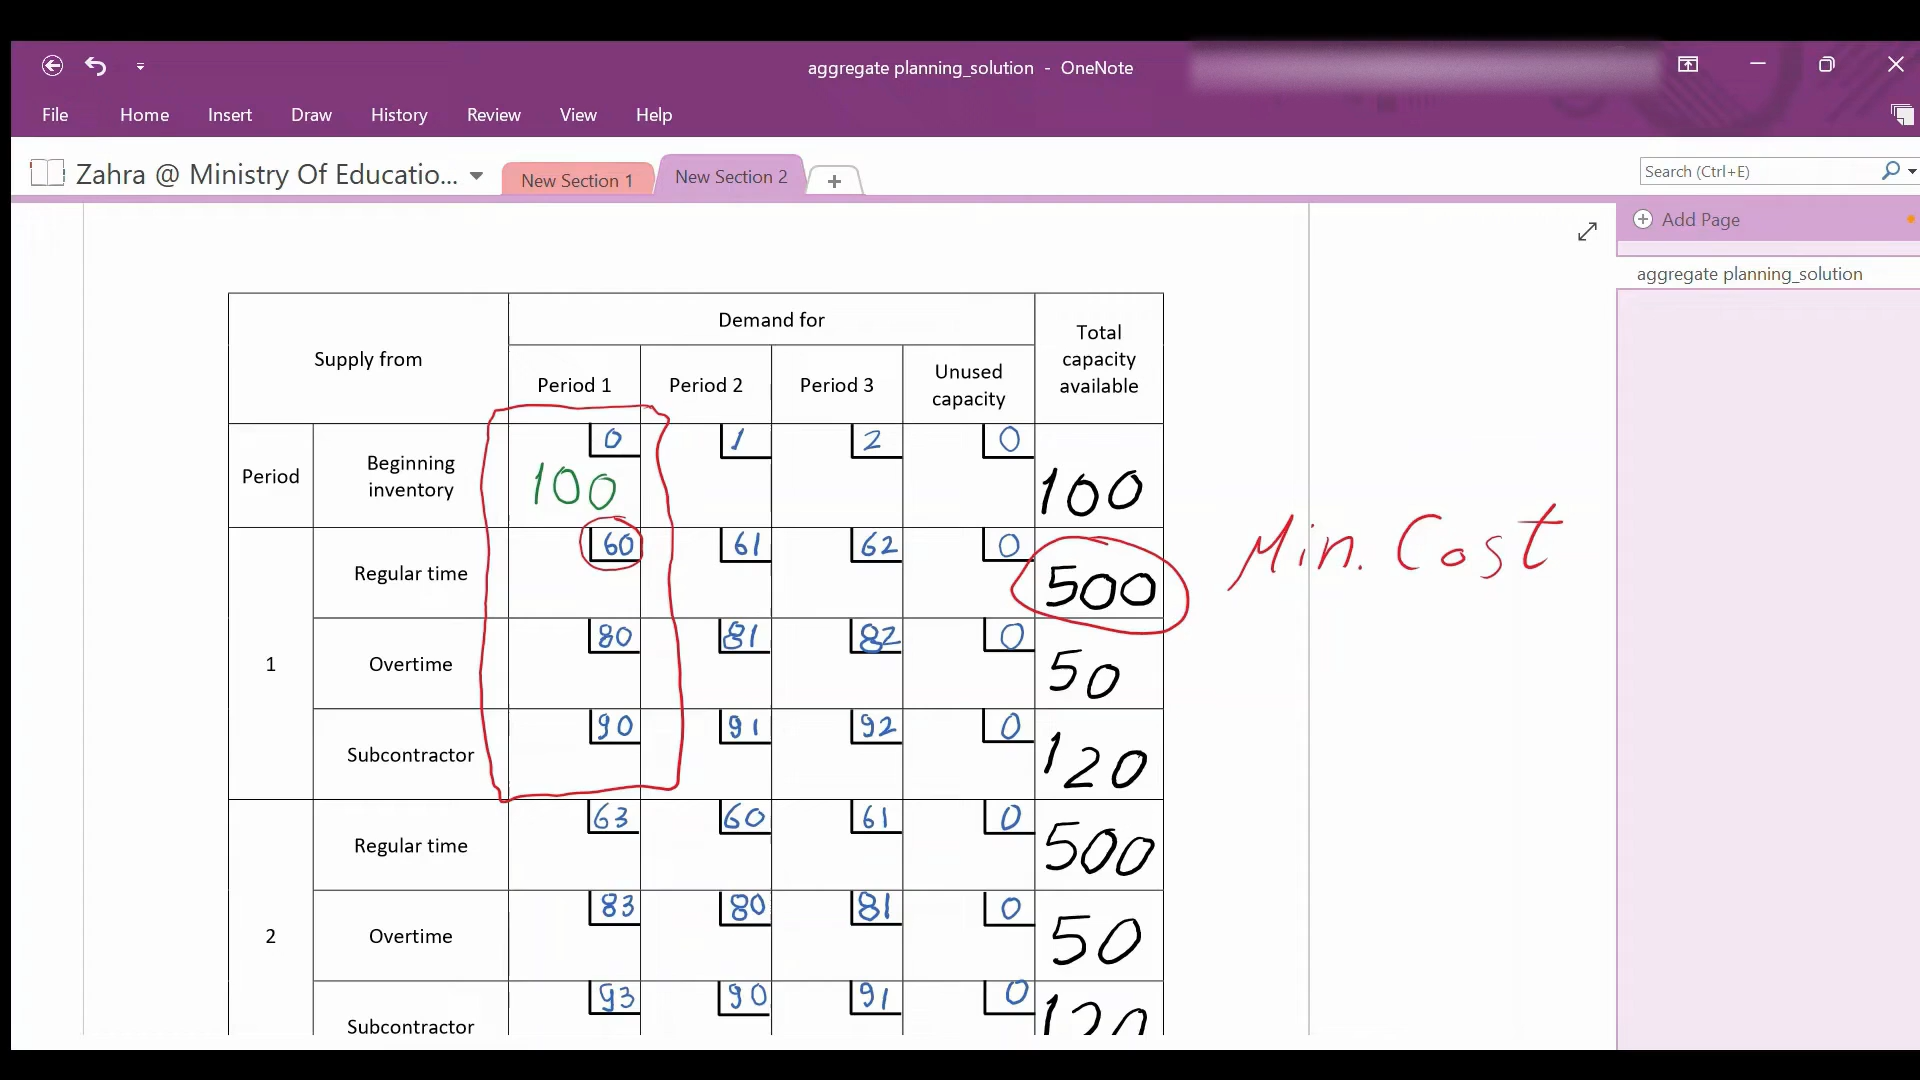 aggregate planning_solution - OneNote
File Home Insert Draw History Review View Help
Zahra @ Ministry Of Educatio... New Section 1 New Section 2 +
Search (Ctrl+E)
Add Page
aggregate planning_solution
Supply from
Demand for
Total capacity available
Period 1 Period 2 Period 3 Unused capacity
Period Beginning inventory 0 100 1 2 0 100
1
Regular time 60 61 62 0 500
Min. Cost
Overtime 80 81 82 0 50
Subcontractor 90 91 92 0 120
2
Regular time 63 60 61 0 500
Overtime 83 80 81 0 50
Subcontractor 93 90 91 0 120